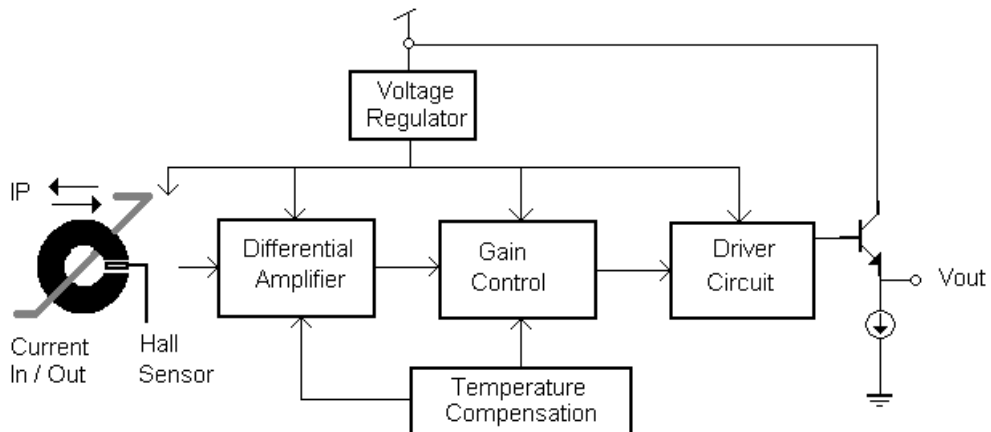 Voltage
Regulator
IP
Differential
Amplifier
Gain
Control
Driver
Circuit
Vout
Current
In / Out
Hall
Sensor
Temperature
Compensation